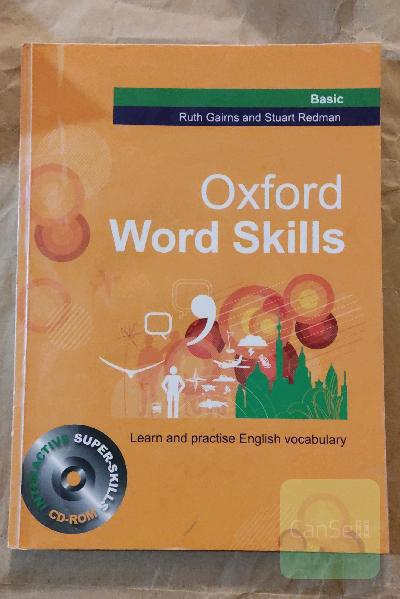 Basic
Ruth Gairns and Stuart Redman
Oxford
Word Skills
Learn and practise English vocabulary
INTERACTIVE SUPER-SKILLS
CD-ROM
CanSell